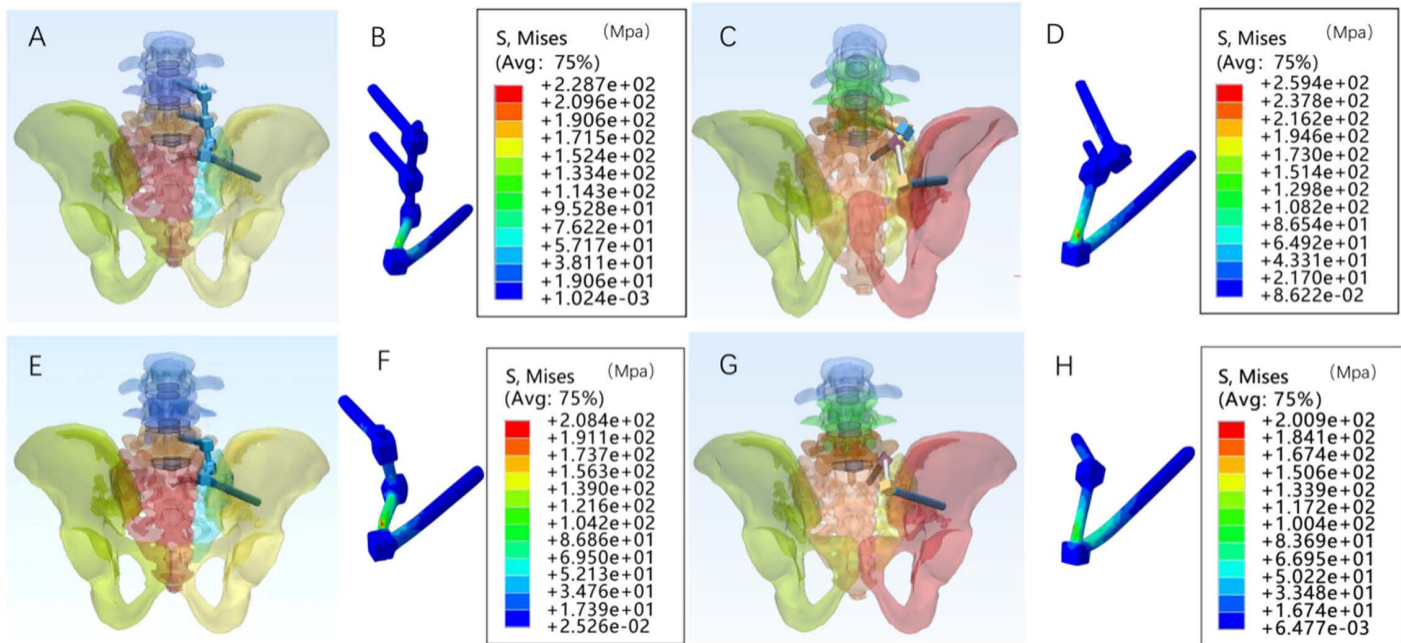 A
B
S, Mises (Mpa)
(Avg: 75%)
+2.287e+02
+2.096e+02
+1.906e+02
+1.715e+02
+1.524e+02
+1.334e+02
+1.143e+02
+9.528e+01
+7.622e+01
+5.717e+01
+3.811e+01
+1.906e+01
+1.024e-03
C
D
S, Mises (Mpa)
(Avg: 75%)
+2.594e+02
+2.378e+02
+2.162e+02
+1.946e+02
+1.730e+02
+1.514e+02
+1.298e+02
+1.082e+02
+8.654e+01
+6.492e+01
+4.331e+01
+2.170e+01
+8.622e-02
E
F
S, Mises (Mpa)
(Avg: 75%)
+2.084e+02
+1.911e+02
+1.737e+02
+1.563e+02
+1.390e+02
+1.216e+02
+1.042e+02
+8.686e+01
+6.950e+01
+5.213e+01
+3.476e+01
+1.739e+01
+2.526e-02
G
H
S, Mises (Mpa)
(Avg: 75%)
+2.009e+02
+1.841e+02
+1.674e+02
+1.506e+02
+1.339e+02
+1.172e+02
+1.004e+02
+8.369e+01
+6.695e+01
+5.022e+01
+3.348e+01
+1.674e+01
+6.477e-03